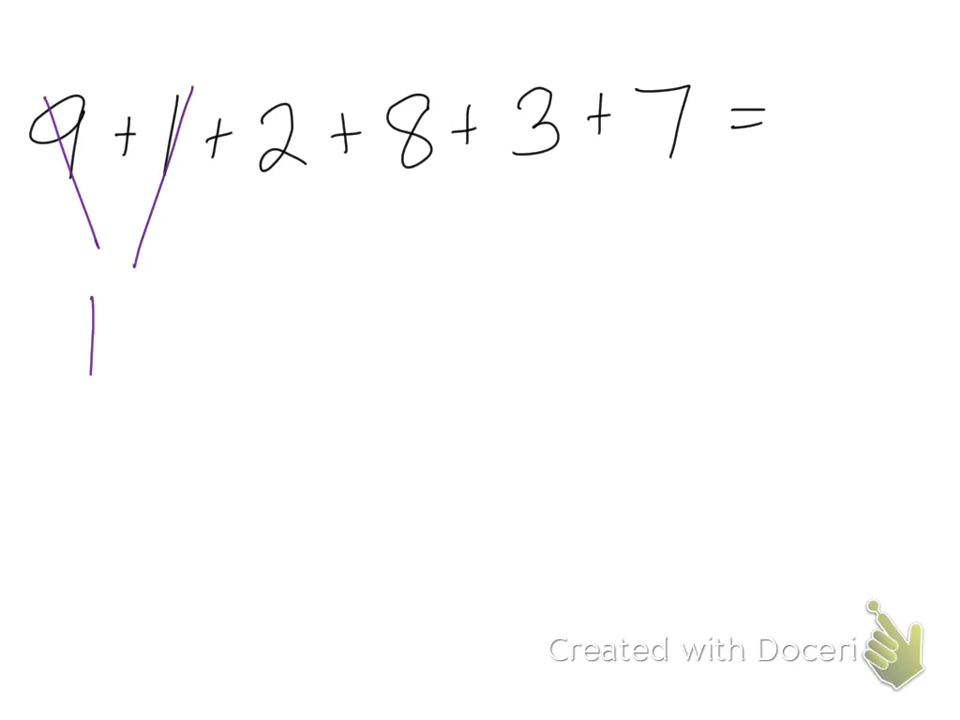 9 + 1 + 2 + 8 + 3 + 7 =
1
Created with Doceri